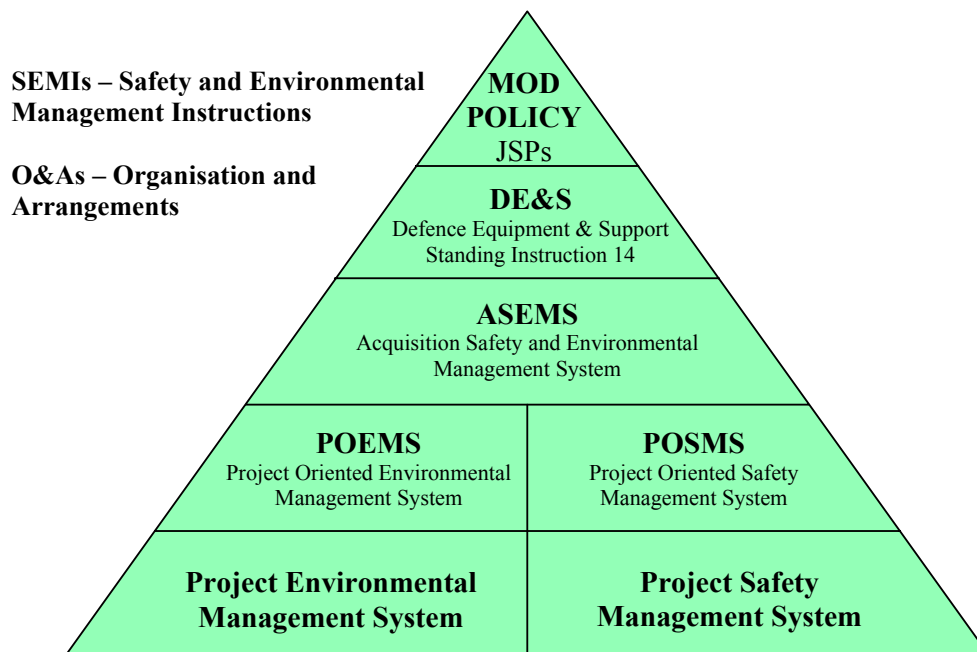 SEMIs – Safety and Environmental
Management Instructions
O&As – Organisation and
Arrangements
MOD
POLICY
JSPs
DE&S
Defence Equipment & Support
Standing Instruction 14
ASEMS
Acquisition Safety and Environmental
Management System
POEMS
Project Oriented Environmental
Management System
POSMS
Project Oriented Safety
Management System
Project Environmental
Management System
Project Safety
Management System